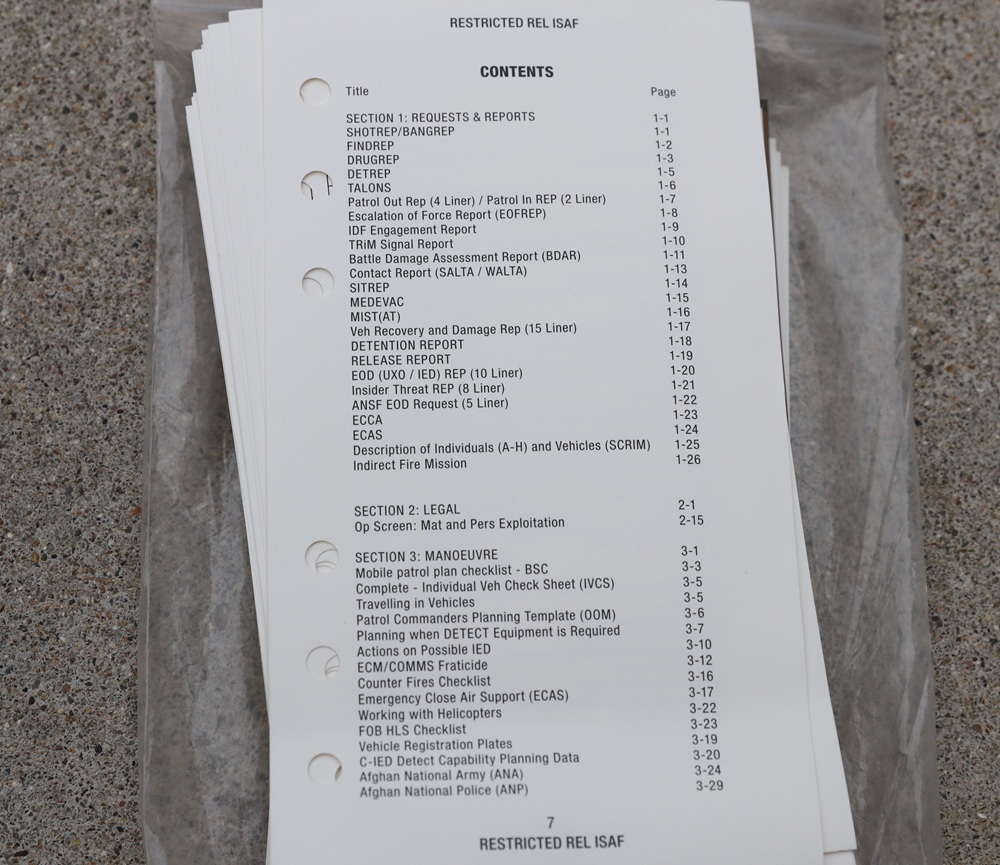 RESTRICTED REL ISAF
CONTENTS
Title Page
SECTION 1: REQUESTS & REPORTS 1-1
SHOTREP/BANGREP 1-1
FINDREP 1-2
DRUGREP 1-3
DETREP 1-5
TALONS 1-6
Patrol Out Rep (4 Liner) / Patrol In REP (2 Liner) 1-7
Escalation of Force Report (EOFREP) 1-8
IDF Engagement Report 1-9
TRiM Signal Report 1-10
Battle Damage Assessment Report (BDAR) 1-11
Contact Report (SALTA / WALTA) 1-13
SITREP 1-14
MEDEVAC 1-15
MIST(AT) 1-16
Veh Recovery and Damage Rep (15 Liner) 1-17
DETENTION REPORT 1-18
RELEASE REPORT 1-19
EOD (UXO / IED) REP (10 Liner) 1-20
Insider Threat REP (8 Liner) 1-21
ANSF EOD Request (5 Liner) 1-22
ECCA 1-23
ECAS 1-24
Description of Individuals (A-H) and Vehicles (SCRIM) 1-25
Indirect Fire Mission 1-26
SECTION 2: LEGAL 2-1
Op Screen: Mat and Pers Exploitation 2-15
SECTION 3: MANOEUVRE 3-1
Mobile patrol plan checklist - BSC 3-3
Complete - Individual Veh Check Sheet (IVCS) 3-5
Travelling in Vehicles 3-5
Patrol Commanders Planning Template (OOM) 3-6
Planning when DETECT Equipment is Required 3-7
Actions on Possible IED 3-10
ECM/COMMS Fraticide 3-12
Counter Fires Checklist 3-16
Emergency Close Air Support (ECAS) 3-17
Working with Helicopters 3-22
FOB HLS Checklist 3-23
Vehicle Registration Plates 3-19
C-IED Detect Capability Planning Data 3-20
Afghan National Army (ANA) 3-24
Afghan National Police (ANP) 3-29
7
RESTRICTED REL ISAF